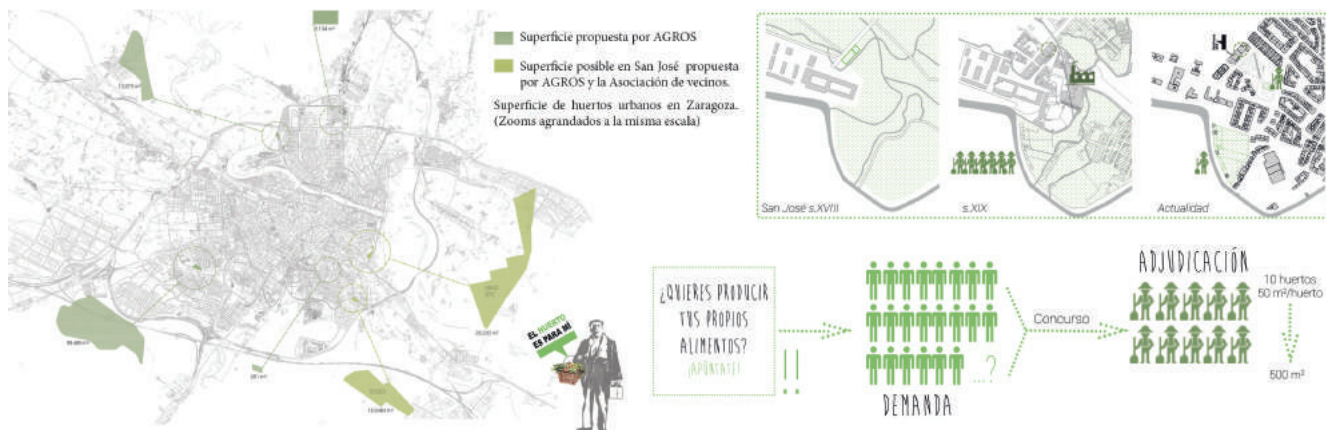 Superficie propuesta por AGROS
Superficie posible en San José propuesta
por AGROS y la Asociación de vecinos.
Superficie de huertos urbanos en Zaragoza.
(Zooms agrandados a la misma escala)
EL HUERTO
ES PARA MÍ
San José s.XVIII
s.XIX
Actualidad
¿QUIERES PRODUCIR
TUS PROPIOS
ALIMENTOS?
¡APÚNTATE!
!!
...?
DEMANDA
Concurso
ADJUDICACIÓN
10 huertos
50 m²/huerto
500 m²